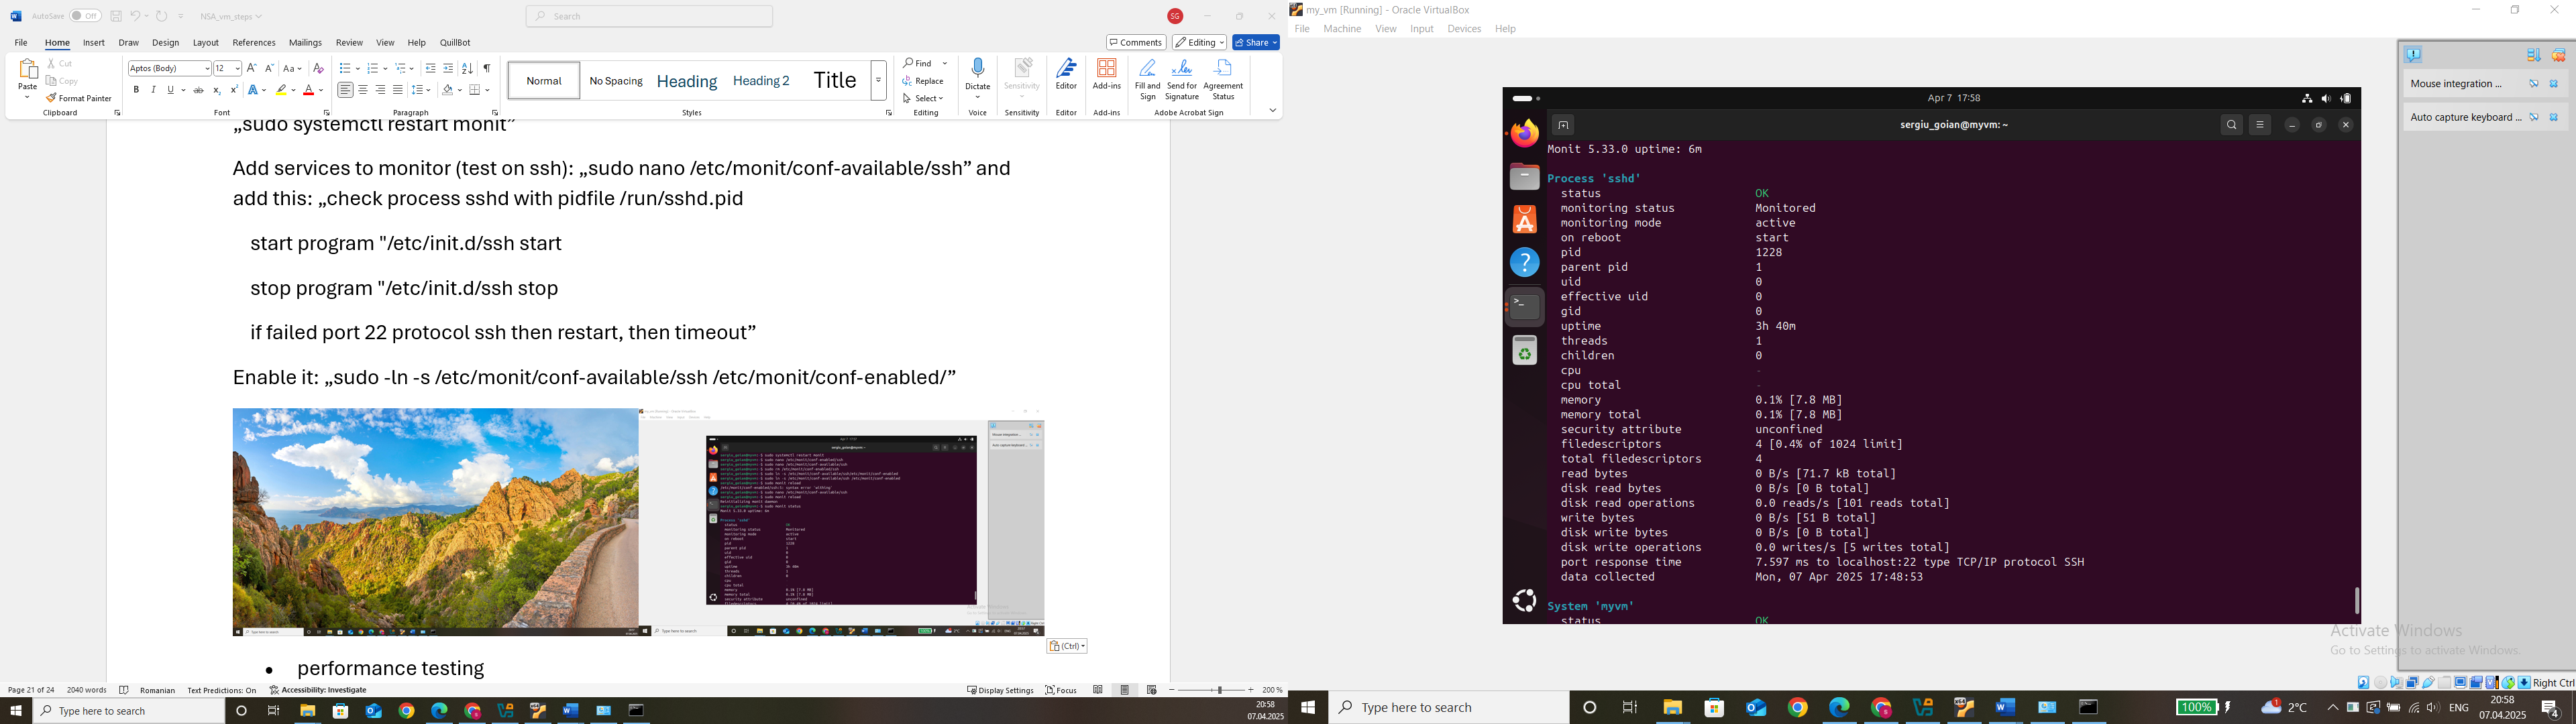 AutoSave Off NSA_vm_steps Search SG
File Home Insert Draw Design Layout References Mailings Review View Help QuillBot Comments Editing Share
Paste Cut Copy Format Painter
Aptos (Body) 12
Normal No Spacing Heading Heading 2 Title
Find Replace Select
Dictate Sensitivity Editor Add-ins Fill and Sign Send for Signature Agreement Status
Clipboard Font Paragraph Styles Editing Voice Sensitivity Editor Add-ins Adobe Acrobat Sign
„sudo systemctl restart monit”
Add services to monitor (test on ssh): „sudo nano /etc/monit/conf-available/ssh” and
add this: „check process sshd with pidfile /run/sshd.pid
start program "/etc/init.d/ssh start
stop program "/etc/init.d/ssh stop
if failed port 22 protocol ssh then restart, then timeout”
Enable it: „sudo -ln -s /etc/monit/conf-available/ssh /etc/monit/conf-enabled/”
(Ctrl)
• performance testing
Page 21 of 24 2040 words Romanian Text Predictions: On Accessibility: Investigate Display Settings Focus 200 %
Type here to search 20:58
07.04.2025
my_vm [Running] - Oracle VirtualBox
File Machine View Input Devices Help
Mouse integration ...
Auto capture keyboard ...
Apr 7 17:58
sergiu_goian@myvm: ~
Monit 5.33.0 uptime: 6m
Process 'sshd'
status OK
monitoring status Monitored
monitoring mode active
on reboot start
pid 1228
parent pid 1
uid 0
effective uid 0
gid 0
uptime 3h 40m
threads 1
children 0
cpu -
cpu total -
memory 0.1% [7.8 MB]
memory total 0.1% [7.8 MB]
security attribute unconfined
filedescriptors 4 [0.4% of 1024 limit]
total filedescriptors 4
read bytes 0 B/s [71.7 kB total]
disk read bytes 0 B/s [0 B total]
disk read operations 0.0 reads/s [101 reads total]
write bytes 0 B/s [51 B total]
disk write bytes 0 B/s [0 B total]
disk write operations 0.0 writes/s [5 writes total]
port response time 7.597 ms to localhost:22 type TCP/IP protocol SSH
data collected Mon, 07 Apr 2025 17:48:53
System 'myvm'
status OK
Activate Windows
Go to Settings to activate Windows.
Right Ctrl
Type here to search 100% 2°C ENG 20:58
07.04.2025 4